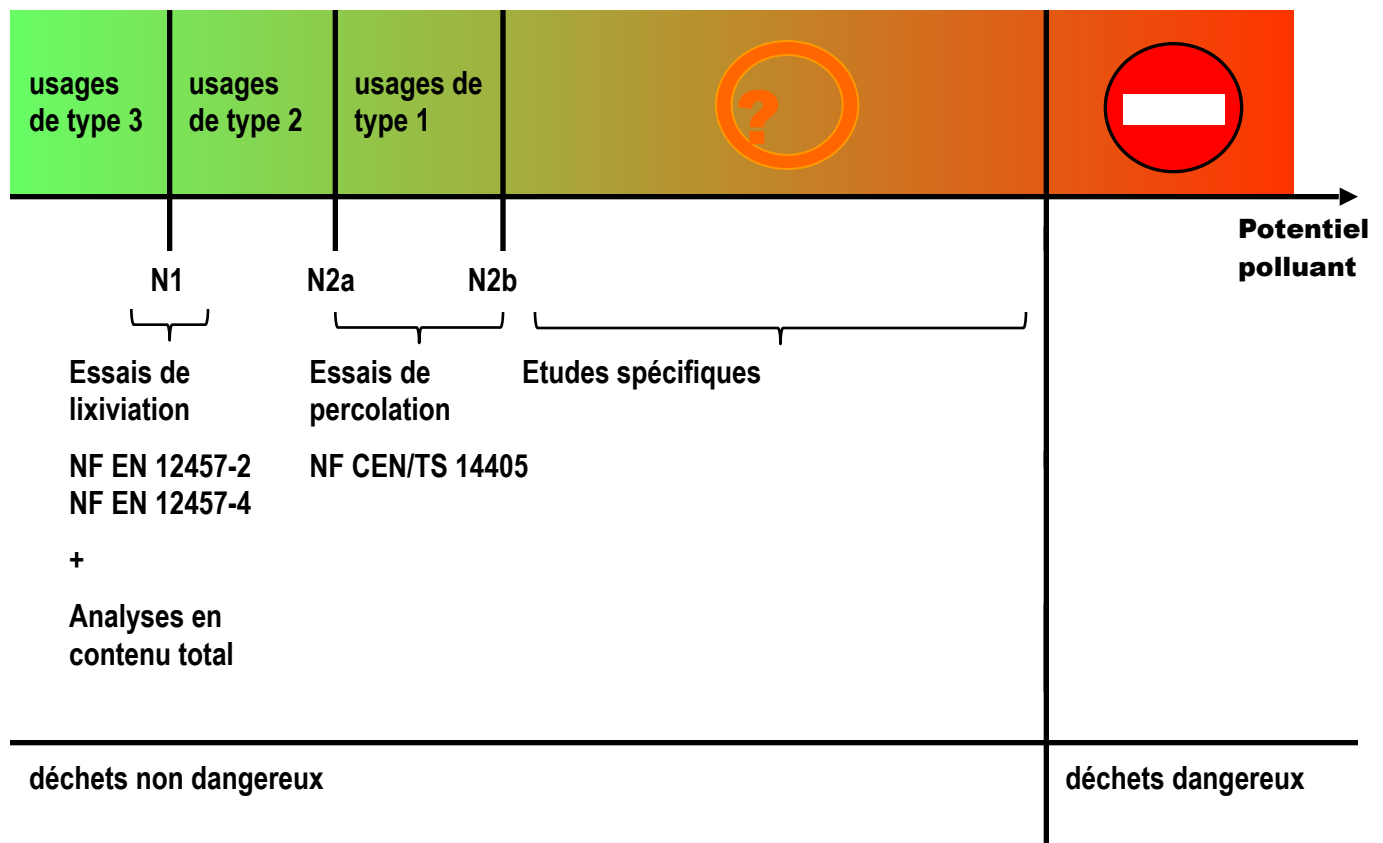 usages
de type 3
usages
de type 2
usages de
type 1
?
Potentiel
polluant
N1
N2a
N2b
Essais de
lixiviation
NF EN 12457-2
NF EN 12457-4
+
Analyses en
contenu total
Essais de
percolation
NF CEN/TS 14405
Etudes spécifiques
déchets non dangereux
déchets dangereux